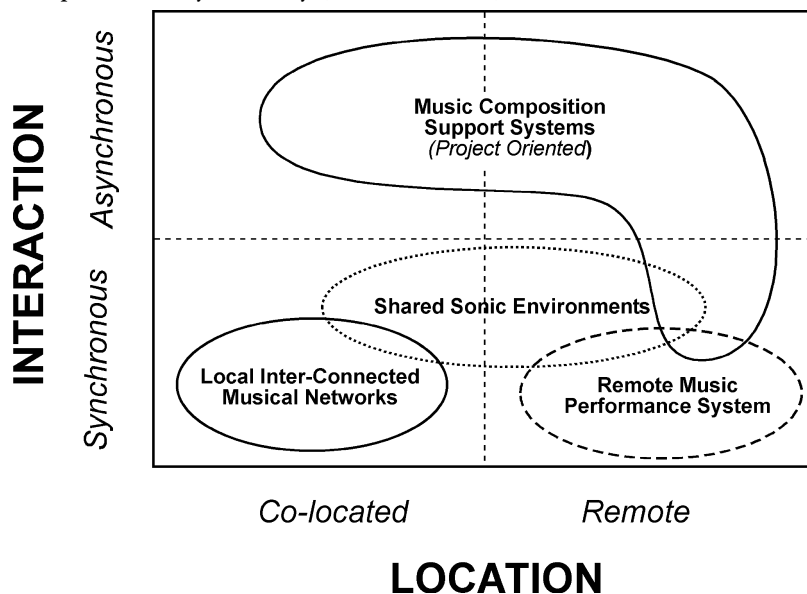 INTERACTION
Asynchronous
Synchronous
Music Composition
Support Systems
(Project Oriented)
Shared Sonic Environments
Local Inter-Connected
Musical Networks
Remote Music
Performance System
Co-located
Remote
LOCATION